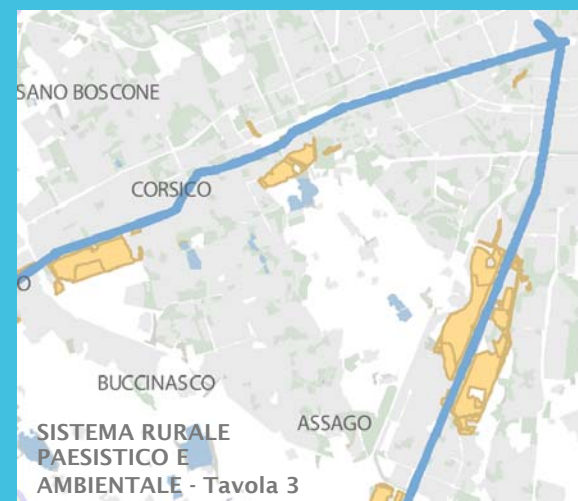 SANO BOSCONE
CORSICO
O
BUCCINASCO
ASSAGO
SISTEMA RURALE
PAESISTICO E
AMBIENTALE - Tavola 3